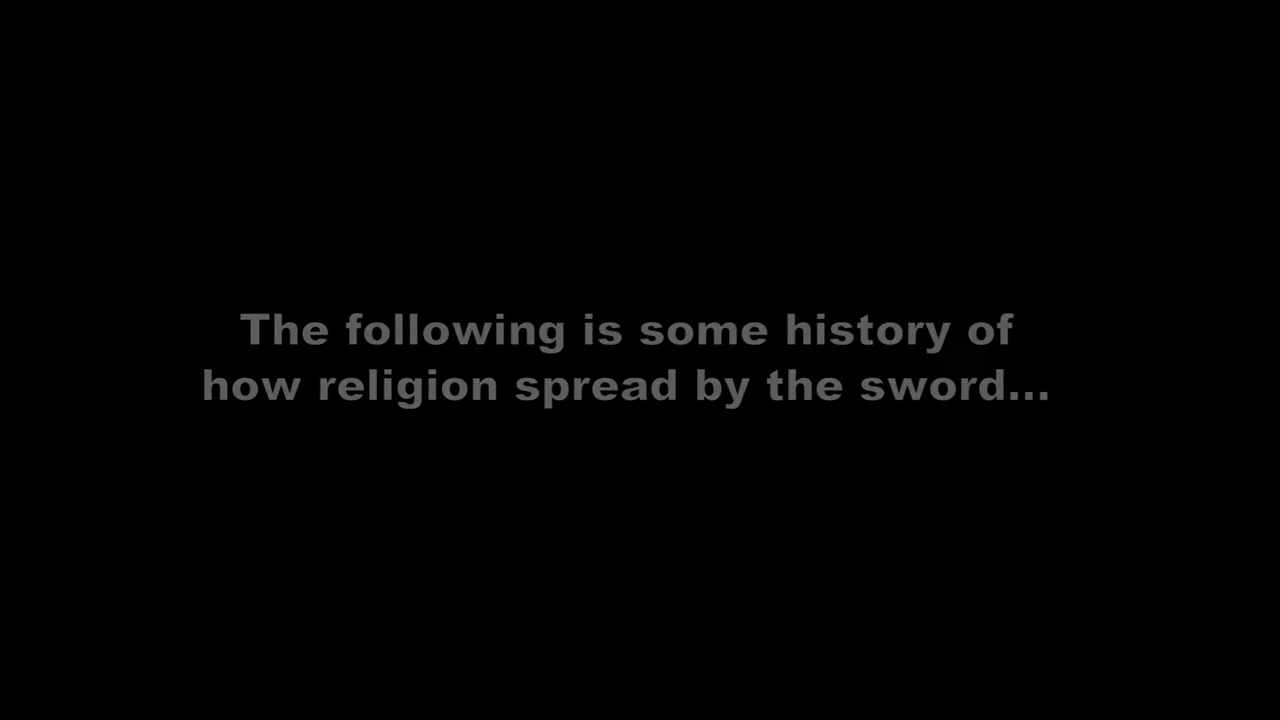 The following is some history of
how religion spread by the sword...